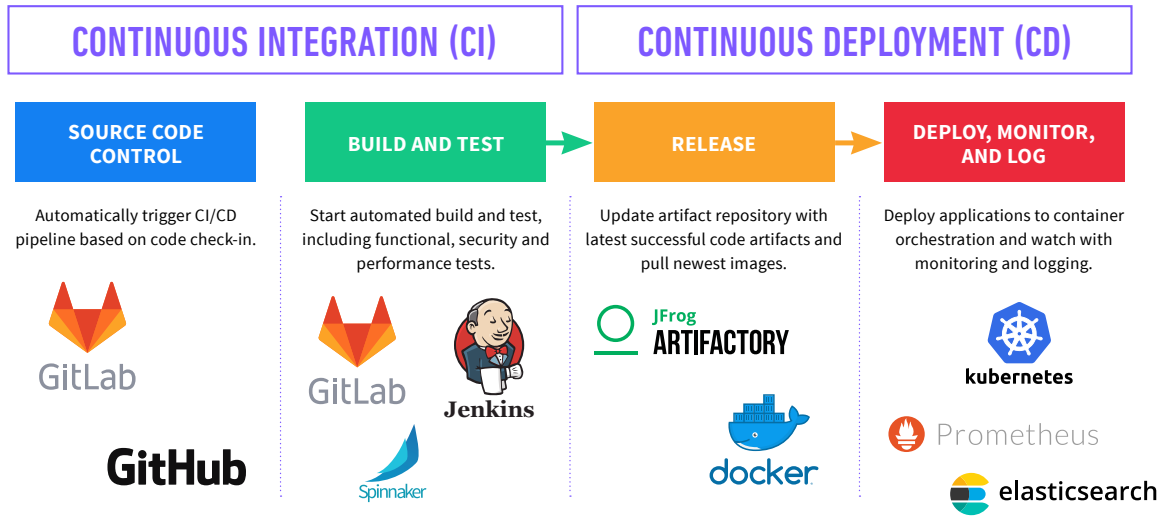 CONTINUOUS INTEGRATION (CI)
CONTINUOUS DEPLOYMENT (CD)
SOURCE CODE
CONTROL
BUILD AND TEST
RELEASE
DEPLOY, MONITOR,
AND LOG
Automatically trigger CI/CD
pipeline based on code check-in.
Start automated build and test,
including functional, security and
performance tests.
Update artifact repository with
latest successful code artifacts and
pull newest images.
Deploy applications to container
orchestration and watch with
monitoring and logging.
GitLab
GitHub
GitLab
Jenkins
Spinnaker
JFrog
ARTIFACTORY
docker
kubernetes
Prometheus
elasticsearch